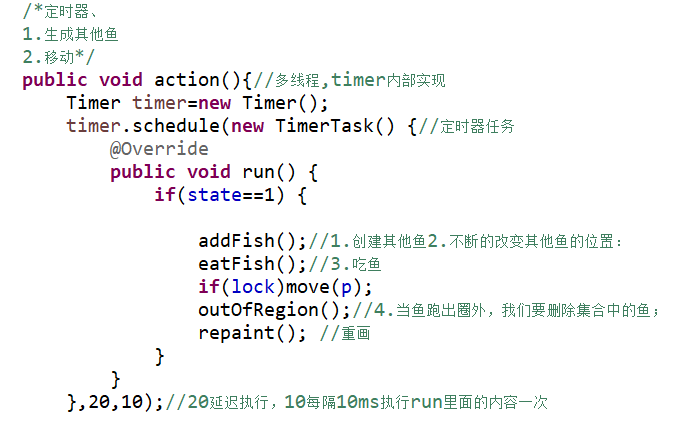 /*定时器、
1.生成其他鱼
2.移动*/
public void action(){//多线程,timer内部实现
    Timer timer=new Timer();
    timer.schedule(new TimerTask() {//定时器任务
        @Override
        public void run() {
            if(state==1) {
                addFish();//1.创建其他鱼2.不断的改变其他鱼的位置：
                eatFish();//3.吃鱼
                if(lock)move(p);
                outOfRegion();//4.当鱼跑出圈外，我们要删除集合中的鱼；
                repaint(); //重画
            }
        }
    },20,10);//20延迟执行，10每隔10ms执行run里面的内容一次